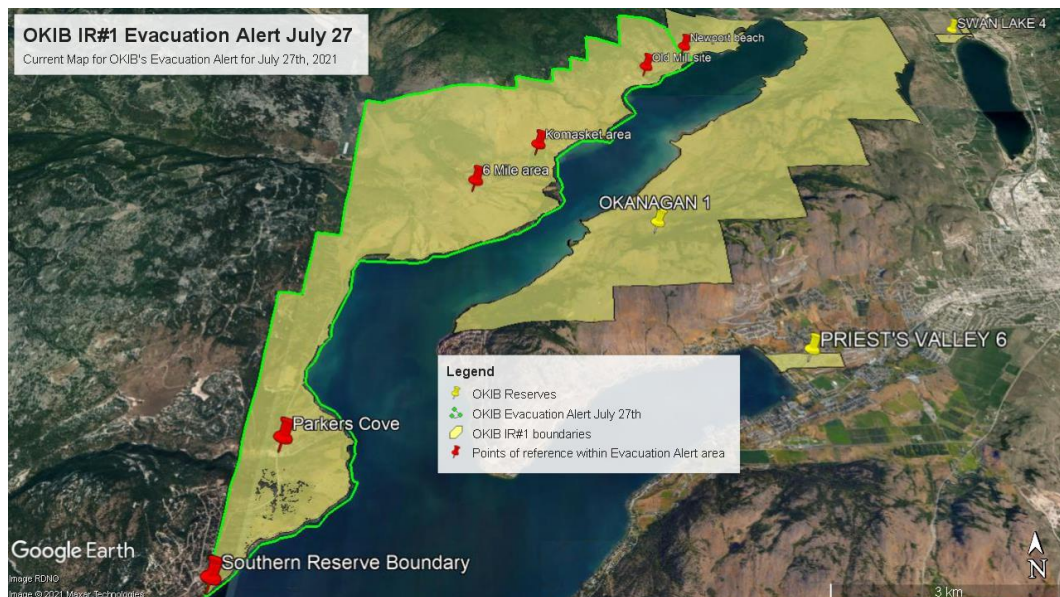 OKIB IR#1 Evacuation Alert July 27
Current Map for OKIB's Evacuation Alert for July 27th, 2021
SWAN LAKE 4
Newport beach
Old Mill site
Komasket area
6 Mile area
OKANAGAN 1
PRIEST'S VALLEY 6
Legend
OKIB Reserves
OKIB Evacuation Alert July 27th
OKIB IR#1 boundaries
Points of reference within Evacuation Alert area
Parkers Cove
Southern Reserve Boundary
Google Earth
Image RDNO
Image © 2021 Maxar Technologies
N
3 km